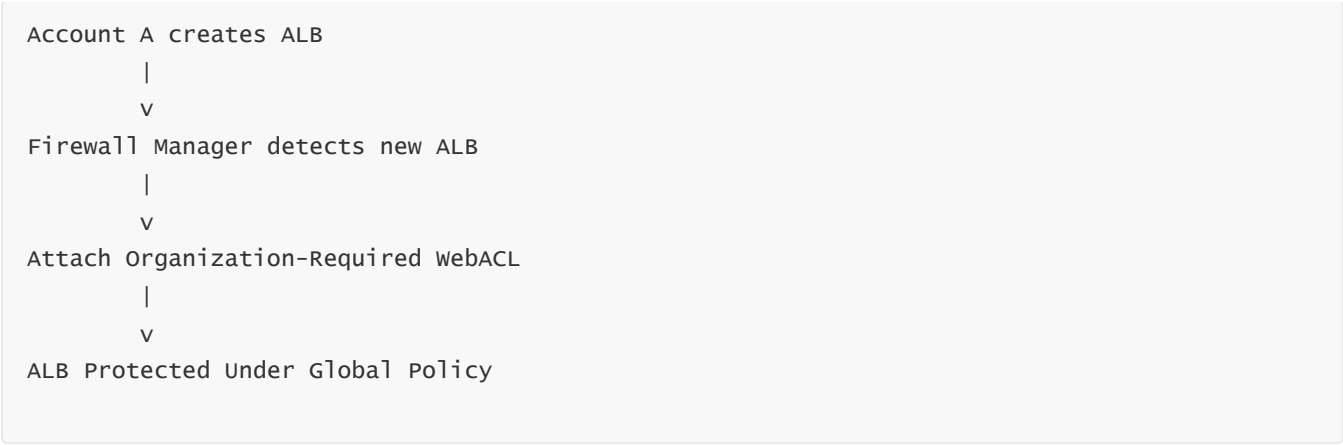 Account A creates ALB
        |
        v
Firewall Manager detects new ALB
        |
        v
Attach Organization-Required WebACL
        |
        v
ALB Protected Under Global Policy